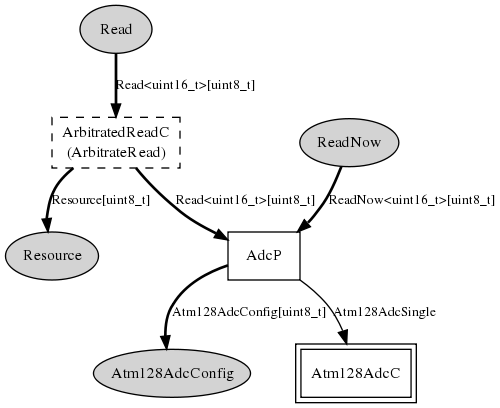 Read
Read<uint16_t>[uint8_t]
ArbitratedReadC
(ArbitrateRead)
ReadNow
Resource[uint8_t]
Read<uint16_t>[uint8_t]
ReadNow<uint16_t>[uint8_t]
Resource
AdcP
Atm128AdcConfig[uint8_t]
Atm128AdcSingle
Atm128AdcConfig
Atm128AdcC